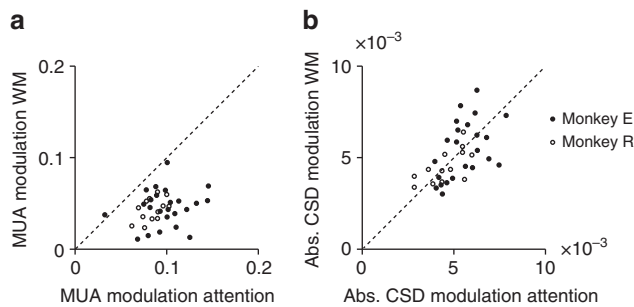 a
MUA modulation WM
0.2
0.1
0
0
0.1
0.2
MUA modulation attention
b
×10⁻³
Abs. CSD modulation WM
10
5
0
0
5
10
×10⁻³
Abs. CSD modulation attention
Monkey E
Monkey R